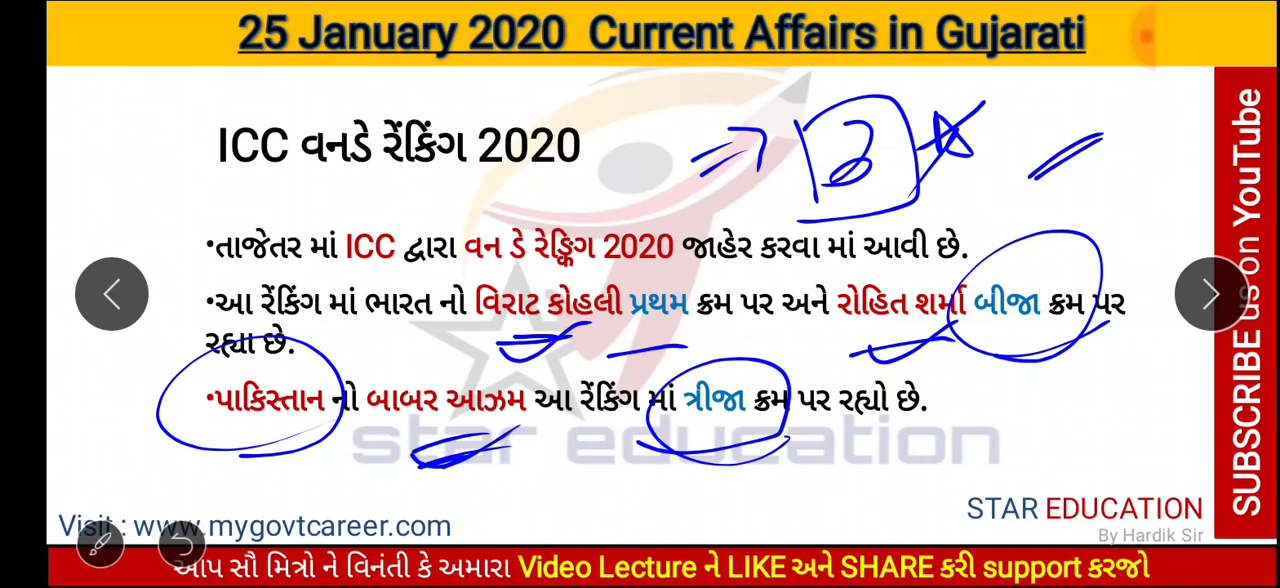 25 January 2020 Current Affairs in Gujarati
ICC વનડે રેંકિંગ 2020
•તાજેતર માં ICC દ્વારા વન ડે રેઙ્કિગ 2020 જાહેર કરવા માં આવી છે.
•આ રેંકિંગ માં ભારત નો વિરાટ કોહલી પ્રથમ ક્રમ પર અને રોહિત શર્મા બીજા ક્રમ પર
રહ્યા છે.
•પાકિસ્તાન નો બાબર આઝમ આ રેંકિંગ માં ત્રીજા ક્રમ પર રહ્યો છે.
star education
STAR EDUCATION
By Hardik Sir
Visit : www.mygovtcareer.com
આપ સૌ મિત્રો ને વિનંતી કે અમારા Video Lecture ને LIKE અને SHARE કરી support કરજો
SUBSCRIBE us on YouTube